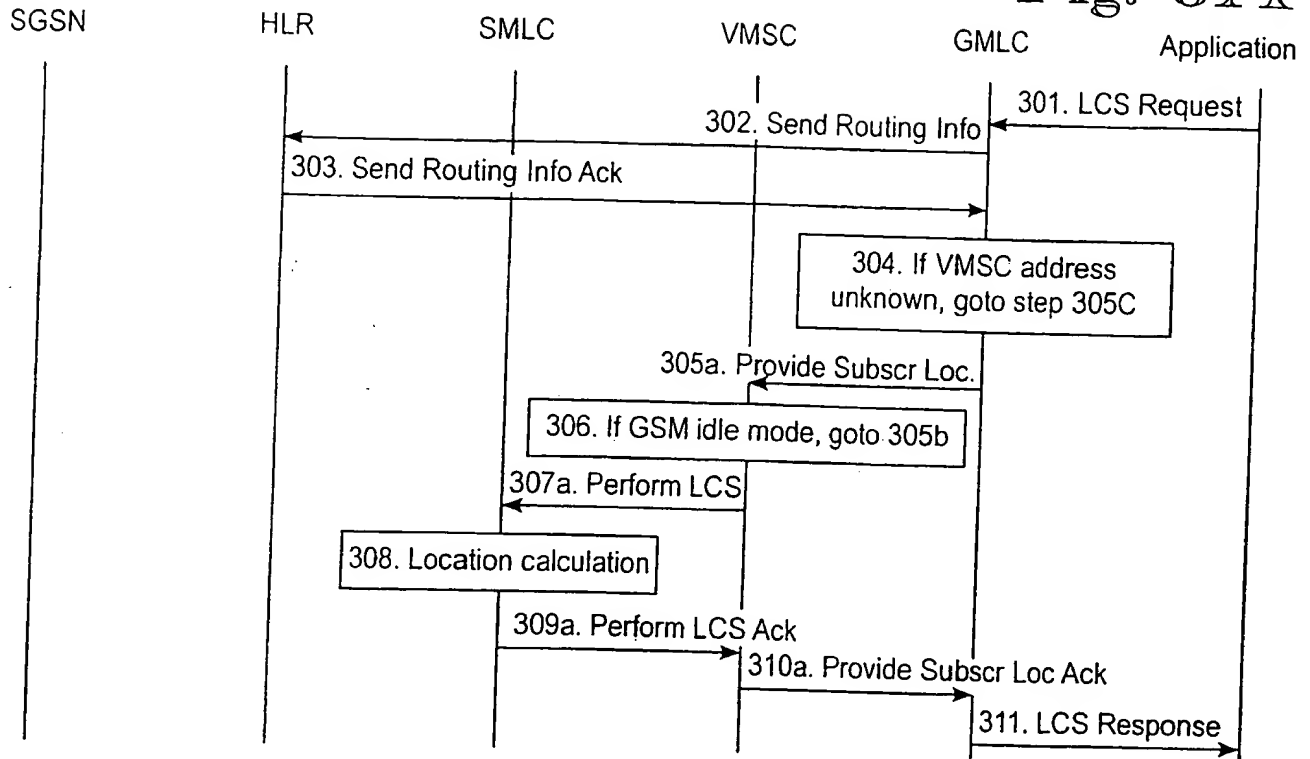 SGSN
HLR
SMLC
VMSC
GMLC
Application
301. LCS Request
302. Send Routing Info
303. Send Routing Info Ack
304. If VMSC address
unknown, goto step 305C
305a. Provide Subscr Loc.
306. If GSM idle mode, goto 305b
307a. Perform LCS
308. Location calculation
309a. Perform LCS Ack
310a. Provide Subscr Loc Ack
311. LCS Response